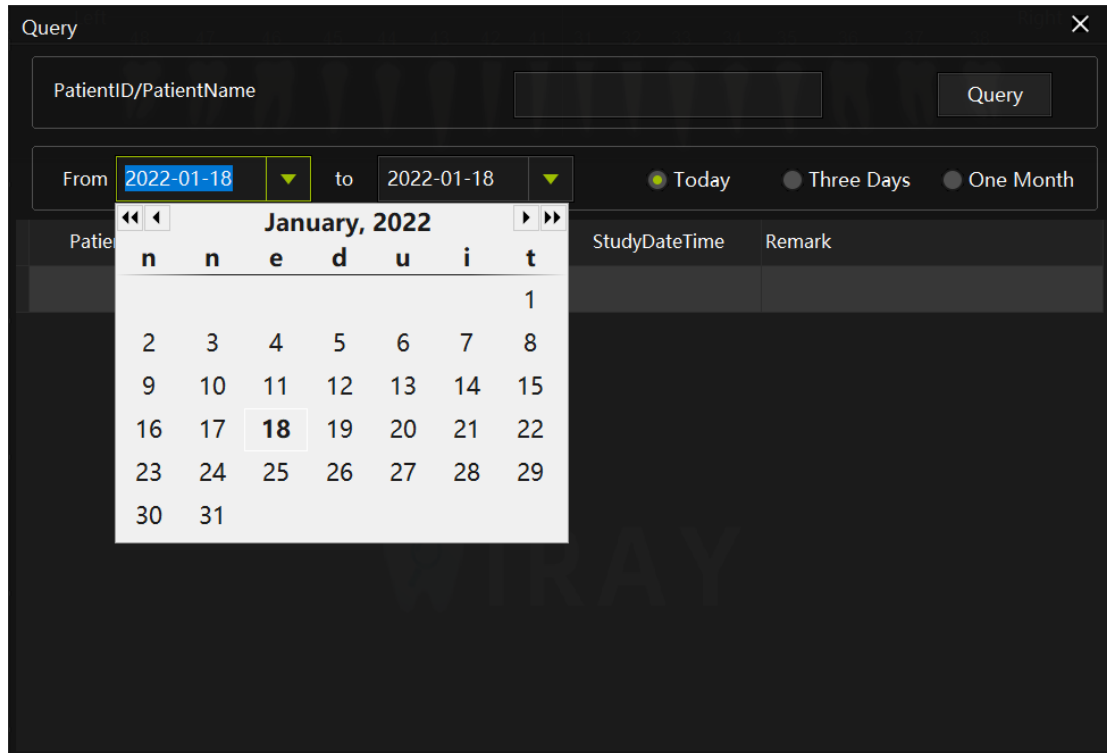 Query
PatientID/PatientName Query
From 2022-01-18 to 2022-01-18 Today Three Days One Month
January, 2022
StudyDateTime Remark
n n e d u i t
1
2 3 4 5 6 7 8
9 10 11 12 13 14 15
16 17 18 19 20 21 22
23 24 25 26 27 28 29
30 31
WIRAY